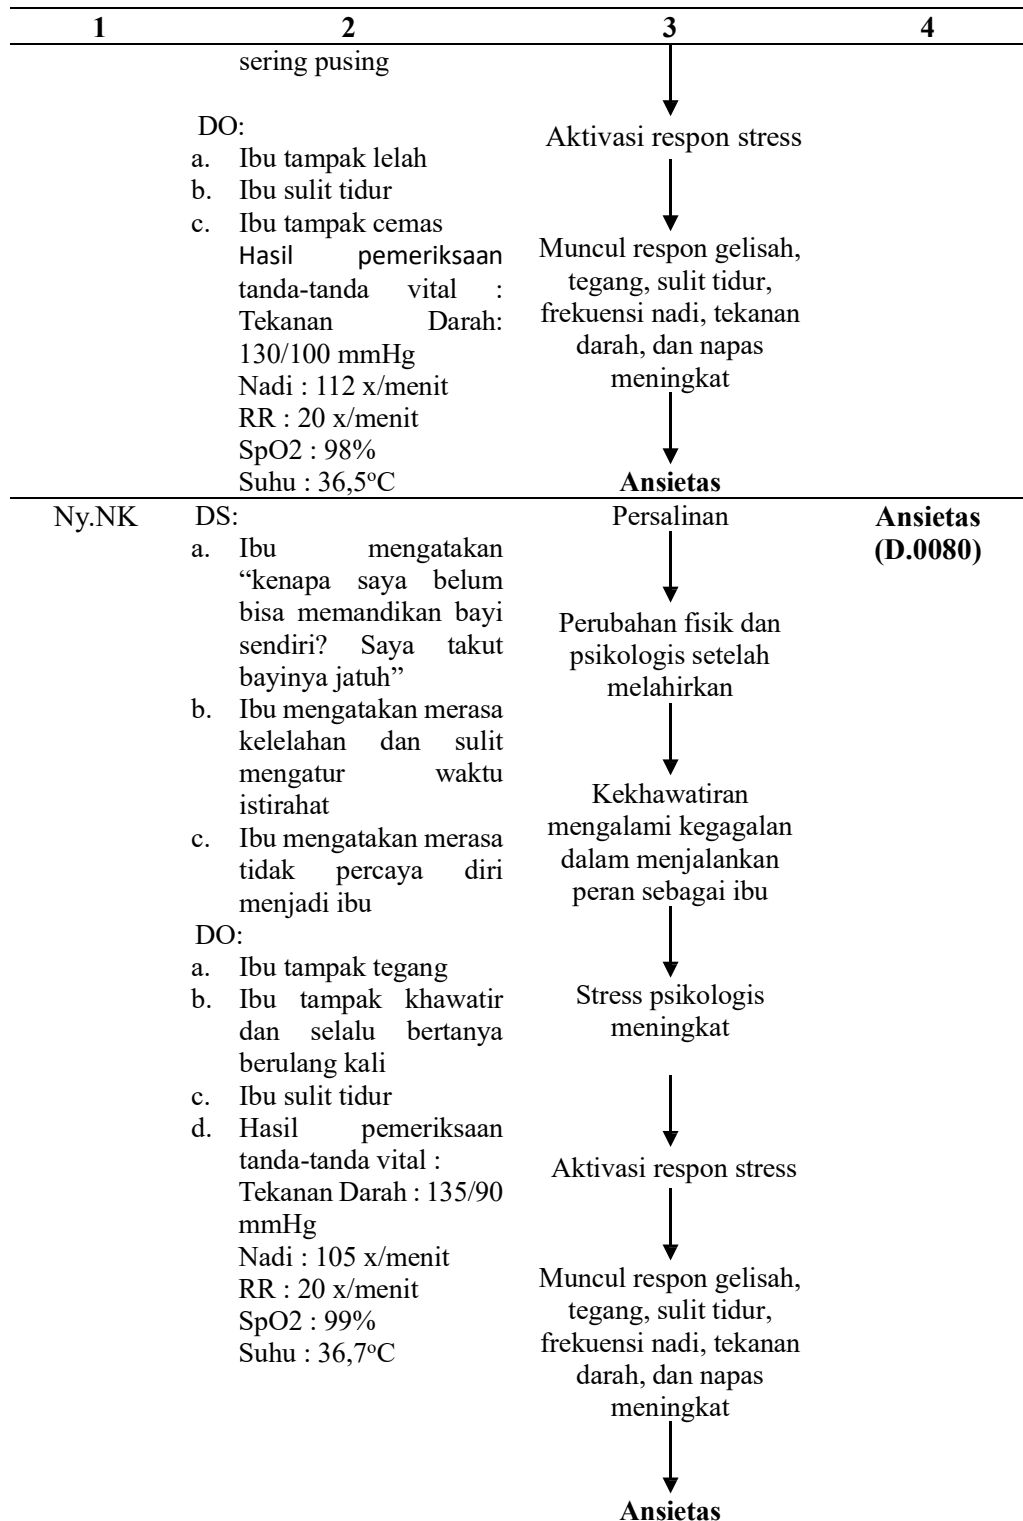 1 2 3 4
sering pusing
DO:
a. Ibu tampak lelah
b. Ibu sulit tidur
c. Ibu tampak cemas
Hasil pemeriksaan
tanda-tanda vital :
Tekanan Darah:
130/100 mmHg
Nadi : 112 x/menit
RR : 20 x/menit
SpO2 : 98%
Suhu : 36,5°C
Aktivasi respon stress
Muncul respon gelisah,
tegang, sulit tidur,
frekuensi nadi, tekanan
darah, dan napas
meningkat
Ansietas
Ny.NK
DS:
a. Ibu mengatakan
“kenapa saya belum
bisa memandikan bayi
sendiri? Saya takut
bayinya jatuh”
b. Ibu mengatakan merasa
kelelahan dan sulit
mengatur waktu
istirahat
c. Ibu mengatakan merasa
tidak percaya diri
menjadi ibu
DO:
a. Ibu tampak tegang
b. Ibu tampak khawatir
dan selalu bertanya
berulang kali
c. Ibu sulit tidur
d. Hasil pemeriksaan
tanda-tanda vital :
Tekanan Darah : 135/90
mmHg
Nadi : 105 x/menit
RR : 20 x/menit
SpO2 : 99%
Suhu : 36,7°C
Persalinan
Perubahan fisik dan
psikologis setelah
melahirkan
Kekhawatiran
mengalami kegagalan
dalam menjalankan
peran sebagai ibu
Stress psikologis
meningkat
Aktivasi respon stress
Muncul respon gelisah,
tegang, sulit tidur,
frekuensi nadi, tekanan
darah, dan napas
meningkat
Ansietas
Ansietas
(D.0080)